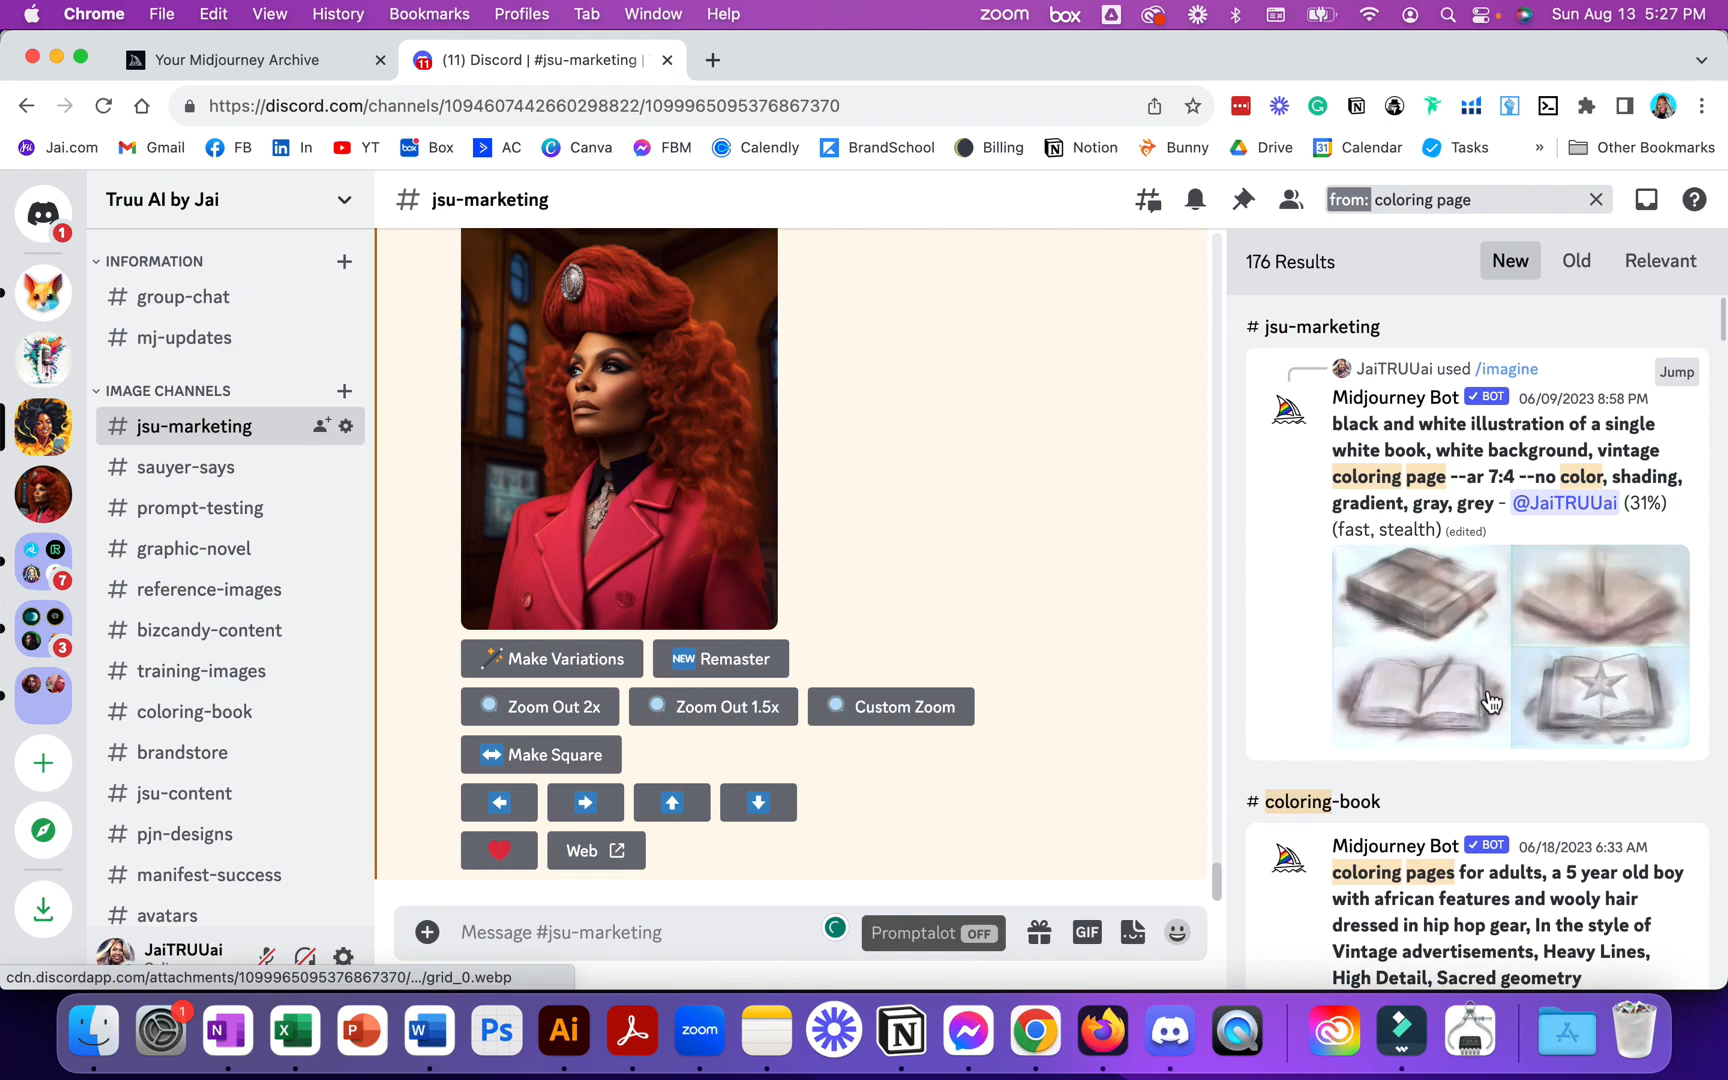 Chrome File Edit View History Bookmarks Profiles Tab Window Help zoom box Sun Aug 13 5:27 PM
Your Midjourney Archive (11) Discord | #jsu-marketing |
https://discord.com/channels/1094607442660298822/1099965095376867370
Jai.com Gmail FB In YT Box AC Canva FBM Calendly BrandSchool Billing Notion Bunny Drive Calendar Tasks » Other Bookmarks
Truu AI by Jai
# jsu-marketing
from: coloring page
INFORMATION
# group-chat
# mj-updates
IMAGE CHANNELS
# jsu-marketing
# sauyer-says
# prompt-testing
# graphic-novel
# reference-images
# bizcandy-content
# training-images
# coloring-book
# brandstore
# jsu-content
# pjn-designs
# manifest-success
# avatars
JaiTRUUai
1
7
3
Make Variations NEW Remaster
Zoom Out 2x Zoom Out 1.5x Custom Zoom
Make Square
Web
Message #jsu-marketing
Promptalot OFF
GIF
176 Results New Old Relevant
# jsu-marketing
JaiTRUUai used /imagine Jump
Midjourney Bot ✓ BOT 06/09/2023 8:58 PM
black and white illustration of a single
white book, white background, vintage
coloring page --ar 7:4 --no color, shading,
gradient, gray, grey - @JaiTRUUai (31%)
(fast, stealth) (edited)
# coloring-book
Midjourney Bot ✓ BOT 06/18/2023 6:33 AM
coloring pages for adults, a 5 year old boy
with african features and wooly hair
dressed in hip hop gear, In the style of
Vintage advertisements, Heavy Lines,
High Detail, Sacred geometry
cdn.discordapp.com/attachments/1099965095376867370/.../grid_0.webp
1 N X P W Ps Ai zoom N